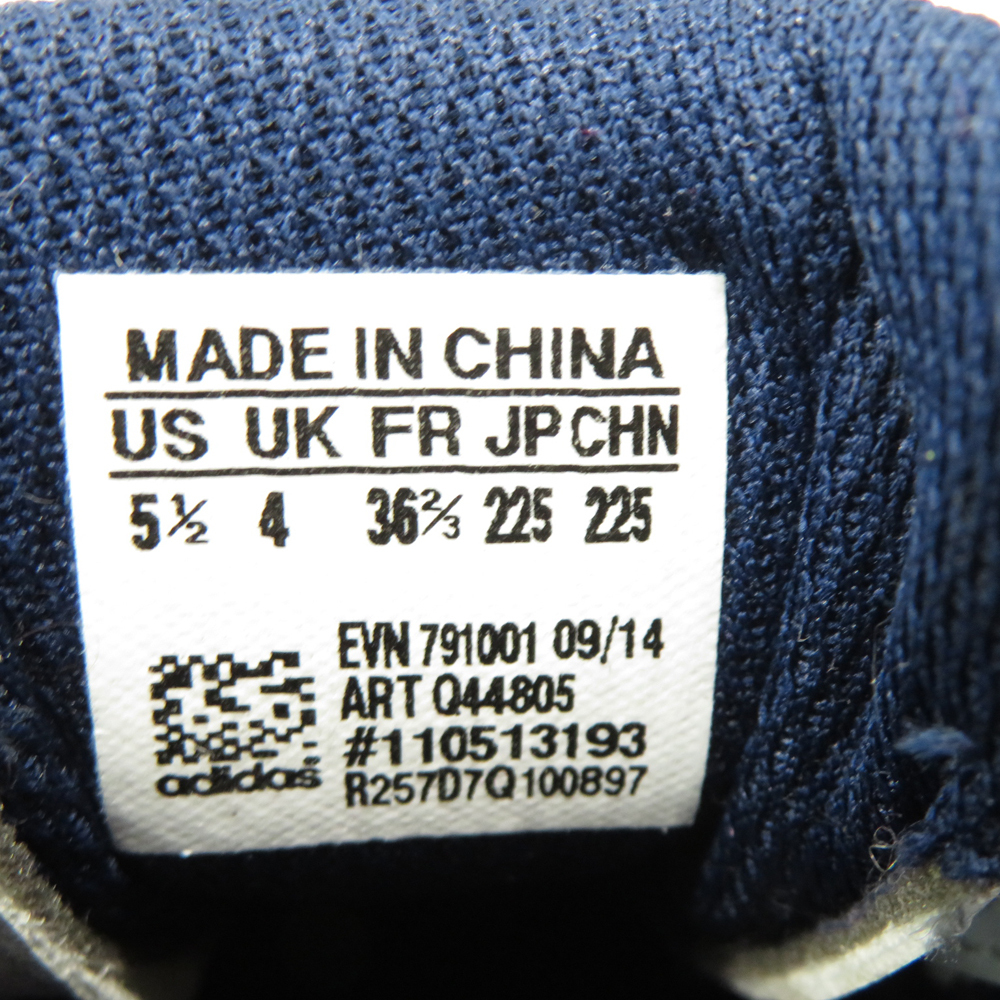 MADE IN CHINA
US UK FR JP CHN
5½ 4 36⅔ 225 225
EVN 791001 09/14
ART Q44805
#110513193
R257D7Q100897
adidas